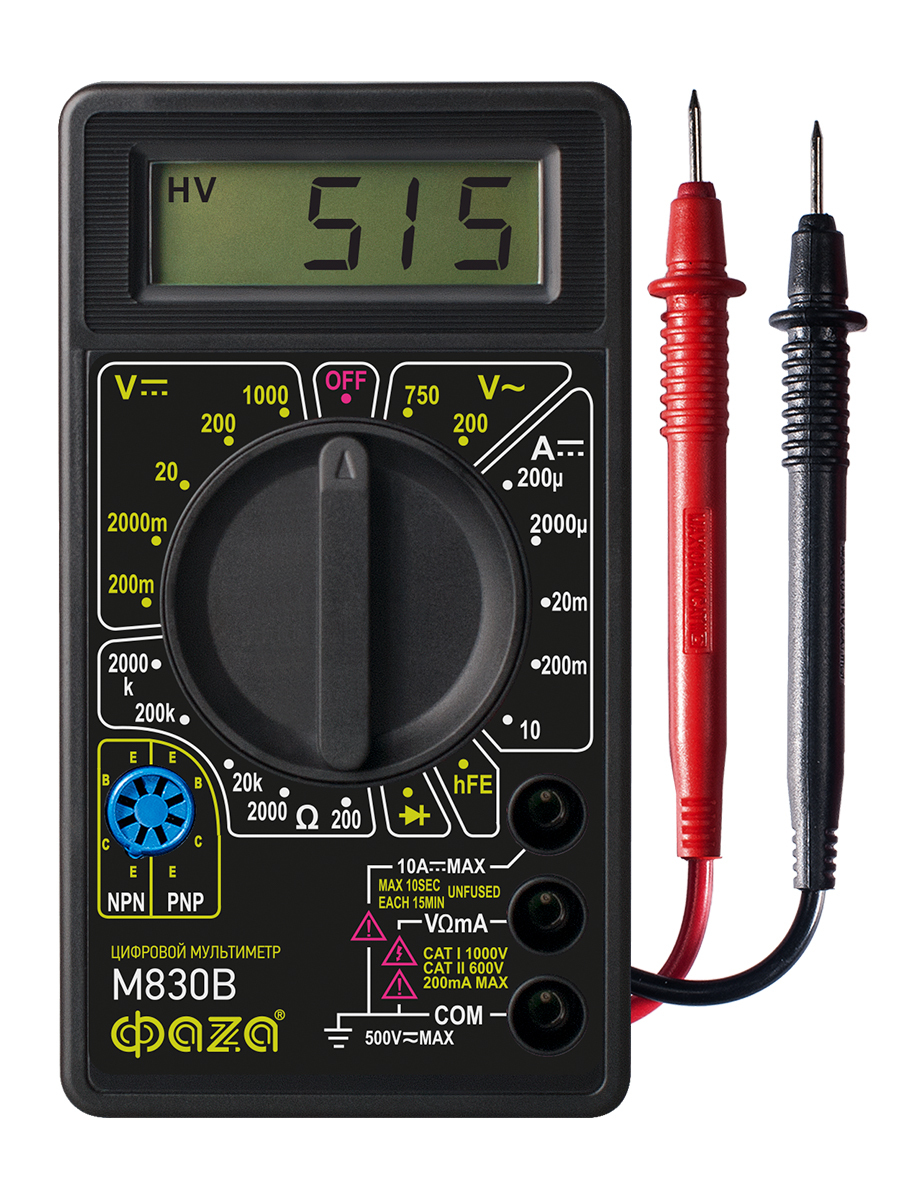 HV 515
V⎓
1000
OFF
750
V~
200
200
A⎓
20
200µ
2000m
2000µ
200m
20m
2000
k
200m
200k
10
20k
2000
Ω
200
hFE
E E
B B
C C
E E
NPN PNP
10A⎓MAX
MAX 10SEC
EACH 15MIN
UNFUSED
VΩmA
CAT I 1000V
CAT II 600V
200mA MAX
COM
500V≂MAX
ЦИФРОВОЙ МУЛЬТИМЕТР
M830B
ФАZА®